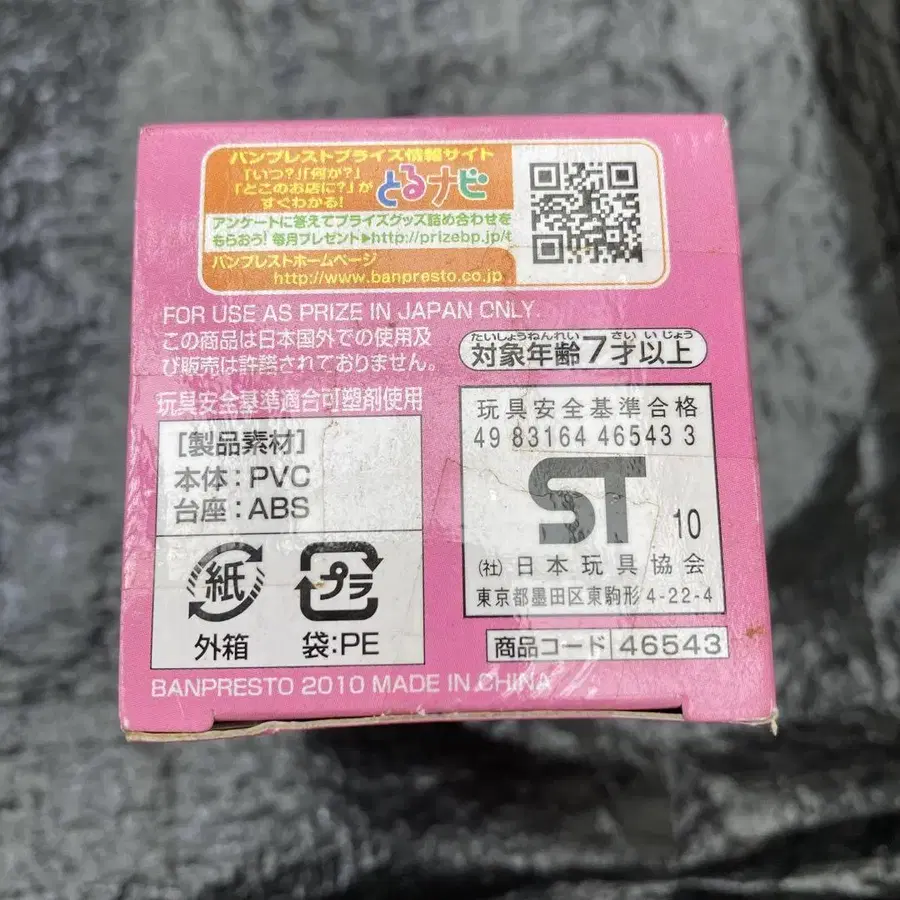 バンプレストプライズ情報サイト
「いつ?」「何が?」
「どこのお店に?」が
すぐわかる!
とるナビ
アンケートに答えてプライズグッズ詰め合わせを
もらおう! 毎月プレゼント▶http://prizebp.jp/t
バンプレストホームページ
http://www.banpresto.co.jp
FOR USE AS PRIZE IN JAPAN ONLY.
この商品は日本国外での使用及
び販売は許諾されておりません。
たいしょうねんれい さい いじょう
対象年齢7才以上
玩具安全基準適合可塑剤使用
[製品素材]
本体:PVC
台座:ABS
紙
外箱
プラ
袋:PE
玩具安全基準合格
49 83164 46543 3
ST
10
(社)日本玩具協会
東京都墨田区東駒形4-22-4
商品コード 46543
BANPRESTO 2010 MADE IN CHINA